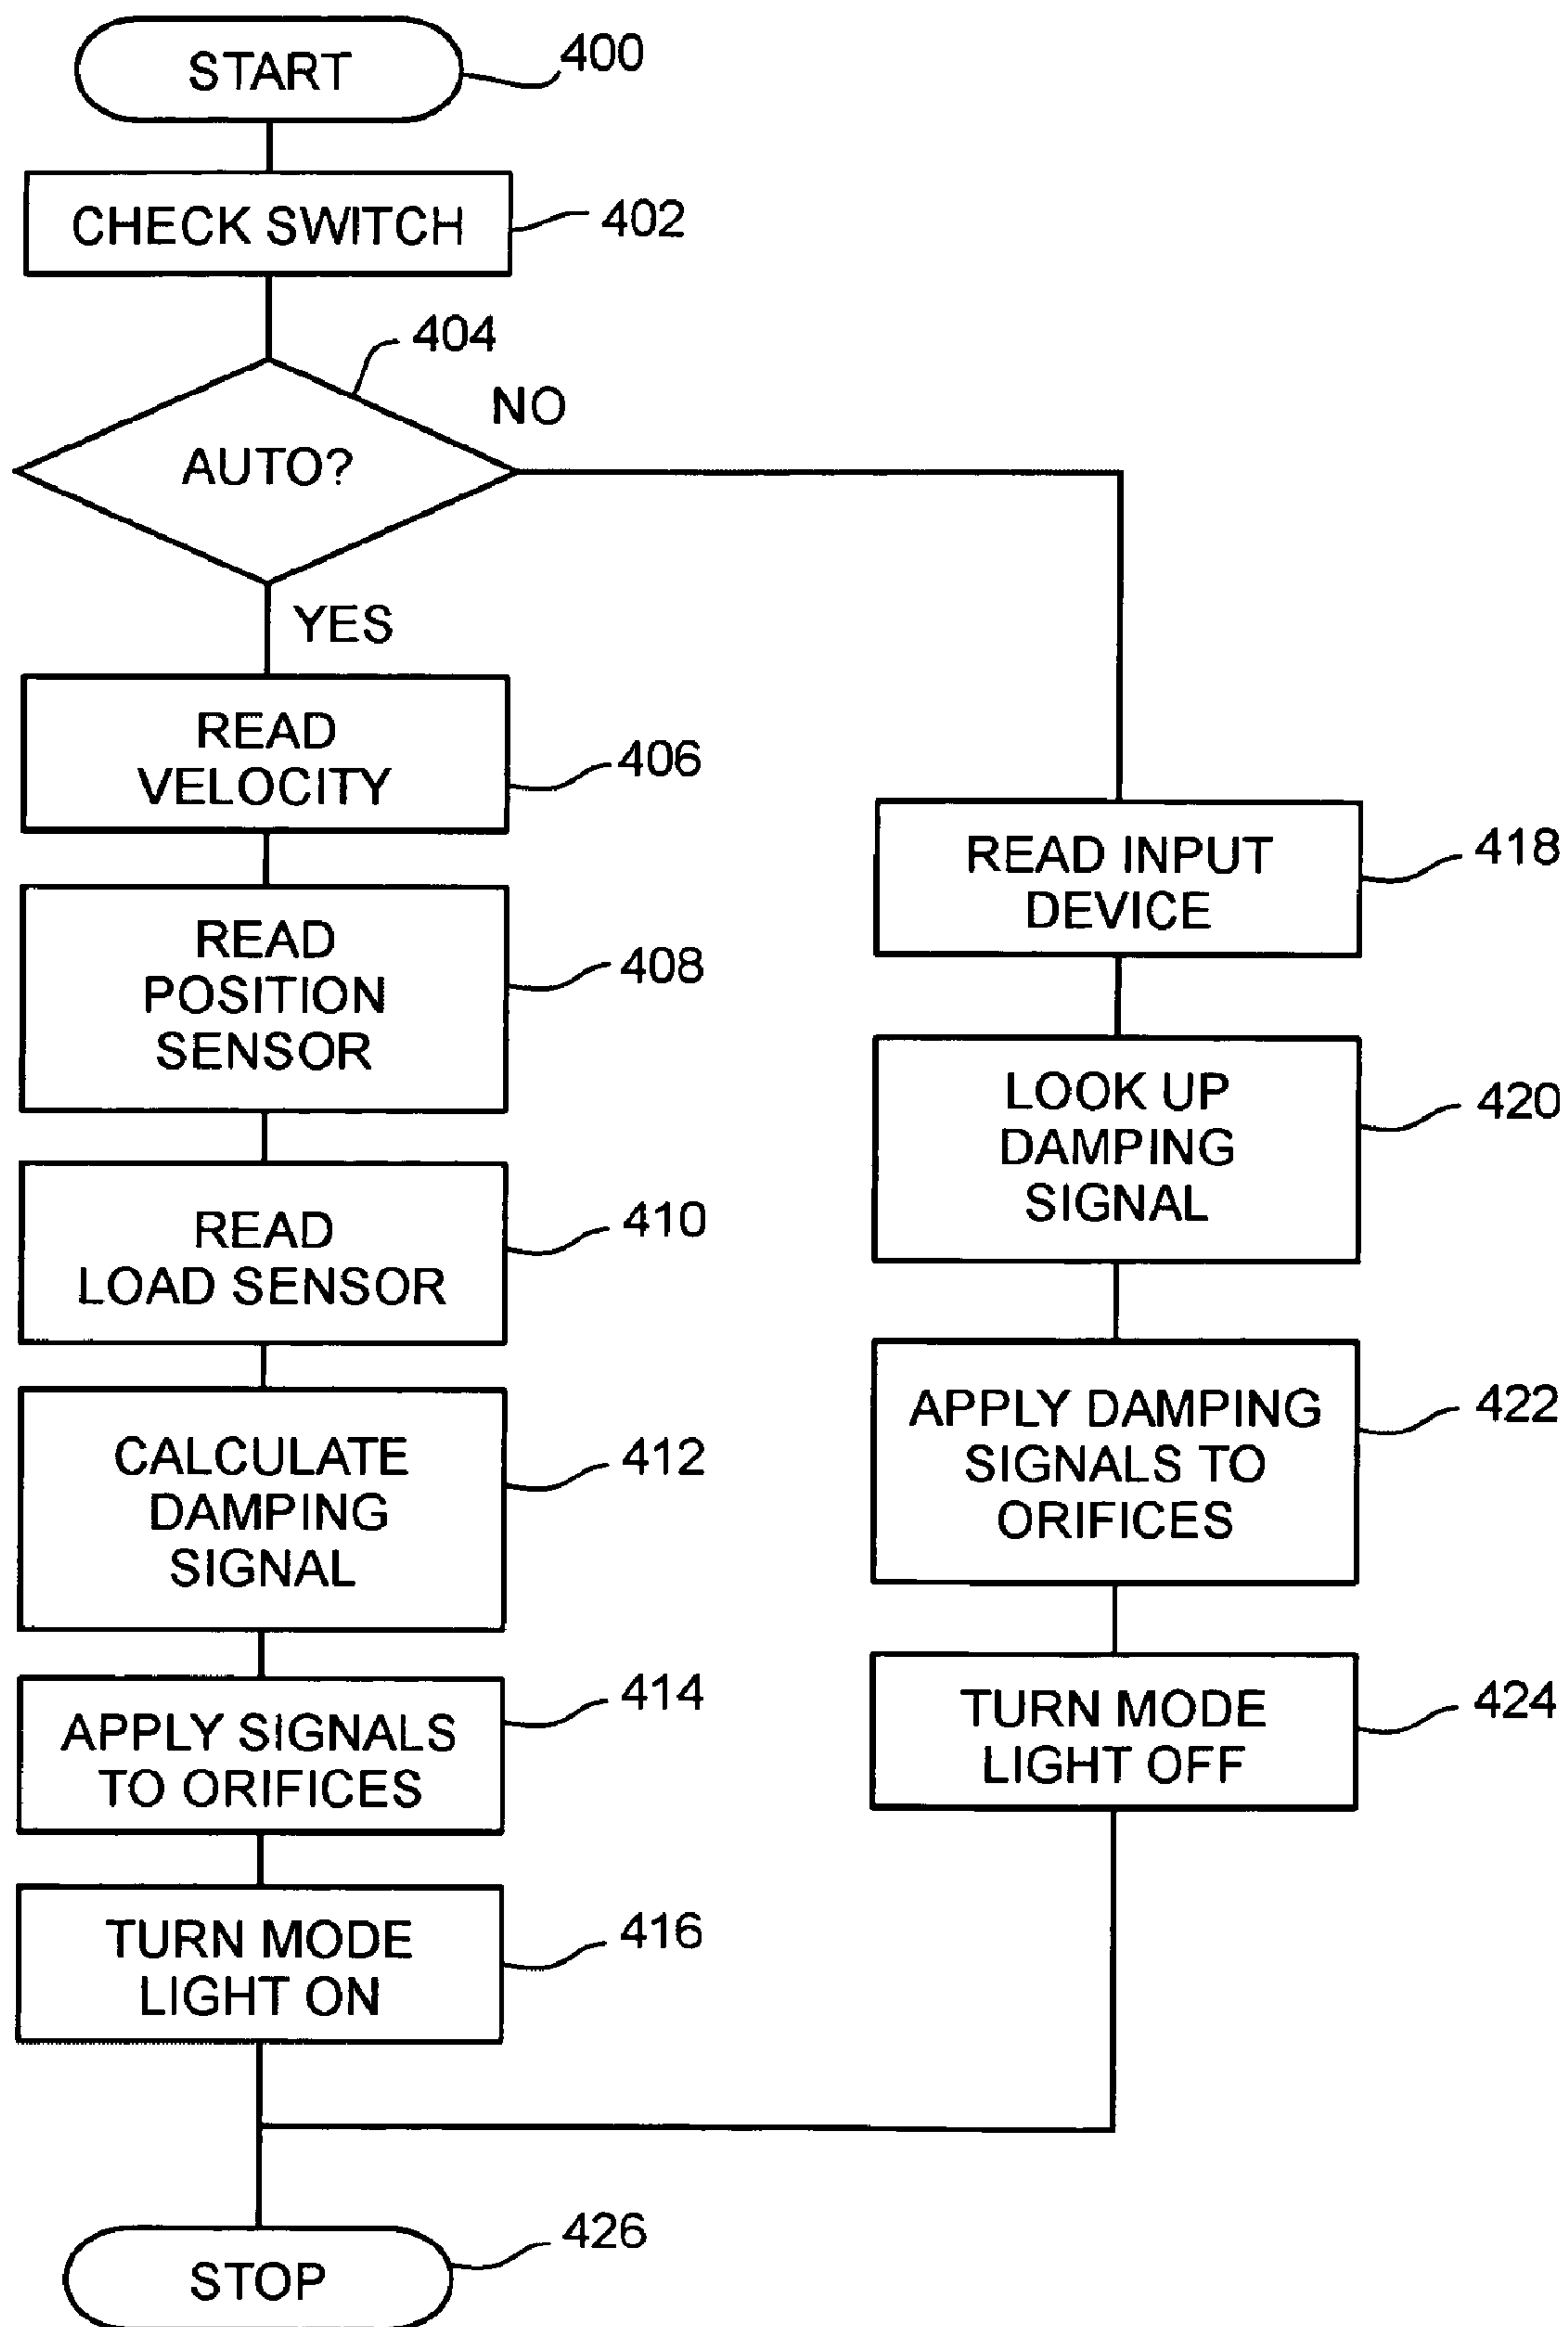 START
400
CHECK SWITCH
402
404
NO
AUTO?
YES
READ
VELOCITY
406
READ
POSITION
SENSOR
408
READ
LOAD SENSOR
410
CALCULATE
DAMPING
SIGNAL
412
APPLY SIGNALS
TO ORIFICES
414
TURN MODE
LIGHT ON
416
READ INPUT
DEVICE
418
LOOK UP
DAMPING
SIGNAL
420
APPLY DAMPING
SIGNALS TO
ORIFICES
422
TURN MODE
LIGHT OFF
424
STOP
426